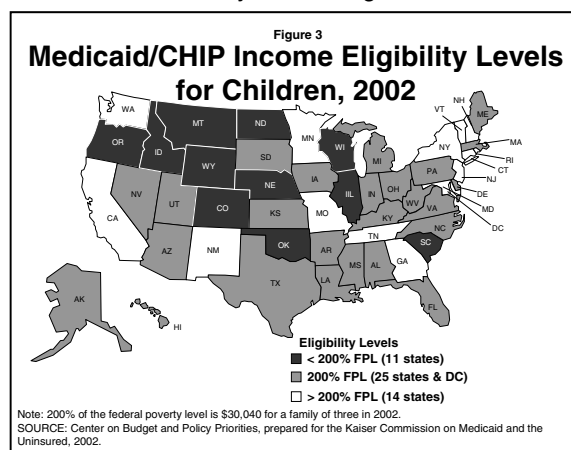 Figure 3
Medicaid/CHIP Income Eligibility Levels
for Children, 2002
WA
MT
ND
MN
VT
NH
ME
OR
ID
WY
SD
WI
MI
NY
MA
RI
CT
NJ
NV
UT
CO
NE
IA
IIL
IN
OH
PA
DE
MD
DC
CA
KS
MO
KY
WV
VA
AZ
NM
OK
AR
TN
NC
SC
TX
LA
MS
AL
GA
FL
AK
HI
Eligibility Levels
< 200% FPL (11 states)
200% FPL (25 states & DC)
> 200% FPL (14 states)
Note: 200% of the federal poverty level is $30,040 for a family of three in 2002.
SOURCE: Center on Budget and Policy Priorities, prepared for the Kaiser Commission on Medicaid and the
Uninsured, 2002.